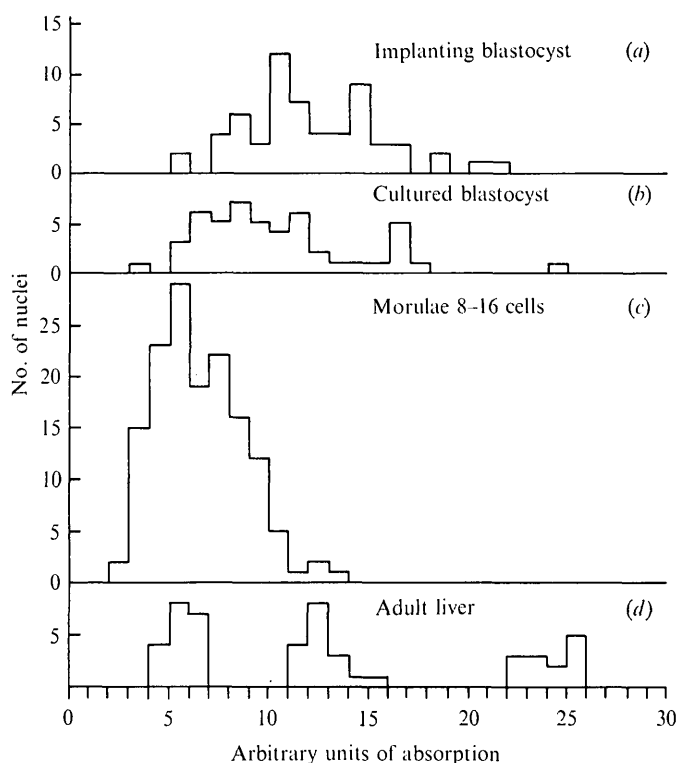 15
10
5
0
Implanting blastocyst (a)
5
0
Cultured blastocyst (b)
25
20
15
10
5
0
Morulae 8–16 cells (c)
5
Adult liver (d)
No. of nuclei
0 5 10 15 20 25 30
Arbitrary units of absorption